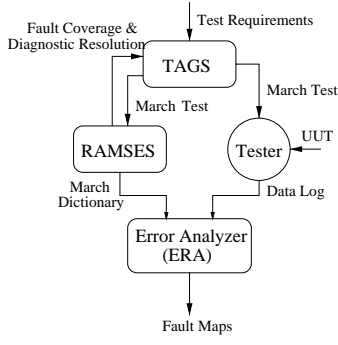 Fault Coverage &
Diagnostic Resolution
Test Requirements
TAGS
March Test
March Test
RAMSES
Tester
UUT
March
Dictionary
Data Log
Error Analyzer
(ERA)
Fault Maps